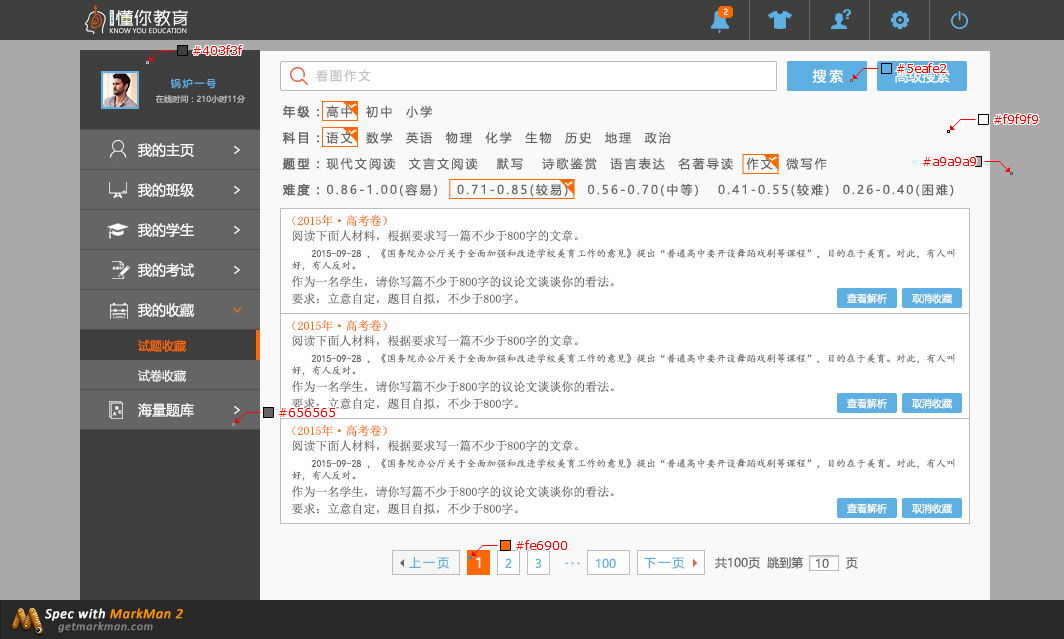 懂你教育
KNOW YOU EDUCATION
2
?
#403f3f
锅炉一号
在线时间：210小时11分
我的主页
我的班级
我的学生
我的考试
我的收藏
试题收藏
试卷收藏
海量题库
#656565
看图作文
搜索
#5eafe2
高级搜索
#f9f9f9
#a9a9a9
年级：高中 初中 小学
科目：语文 数学 英语 物理 化学 生物 历史 地理 政治
题型：现代文阅读 文言文阅读 默写 诗歌鉴赏 语言表达 名著导读 作文 微写作
难度：0.86-1.00(容易) 0.71-0.85(较易) 0.56-0.70(中等) 0.41-0.55(较难) 0.26-0.40(困难)
（2015年·高考卷）
阅读下面人材料，根据要求写一篇不少于800字的文章。
2015-09-28 ，《国务院办公厅关于全面加强和改进学校美育工作的意见》提出“普通高中要开设舞蹈戏剧等课程”，目的在于美育。对此，有人叫
好，有人反对。
作为一名学生，请你写篇不少于800字的议论文谈谈你的看法。
要求：立意自定，题目自拟，不少于800字。
查看解析 取消收藏
（2015年·高考卷）
阅读下面人材料，根据要求写一篇不少于800字的文章。
2015-09-28 ，《国务院办公厅关于全面加强和改进学校美育工作的意见》提出“普通高中要开设舞蹈戏剧等课程”，目的在于美育。对此，有人叫
好，有人反对。
作为一名学生，请你写篇不少于800字的议论文谈谈你的看法。
要求：立意自定，题目自拟，不少于800字。
查看解析 取消收藏
（2015年·高考卷）
阅读下面人材料，根据要求写一篇不少于800字的文章。
2015-09-28 ，《国务院办公厅关于全面加强和改进学校美育工作的意见》提出“普通高中要开设舞蹈戏剧等课程”，目的在于美育。对此，有人叫
好，有人反对。
作为一名学生，请你写篇不少于800字的议论文谈谈你的看法。
要求：立意自定，题目自拟，不少于800字。
查看解析 取消收藏
#fe6900
上一页 1 2 3 ··· 100 下一页 共100页 跳到第 10 页
Spec with MarkMan 2
getmarkman.com